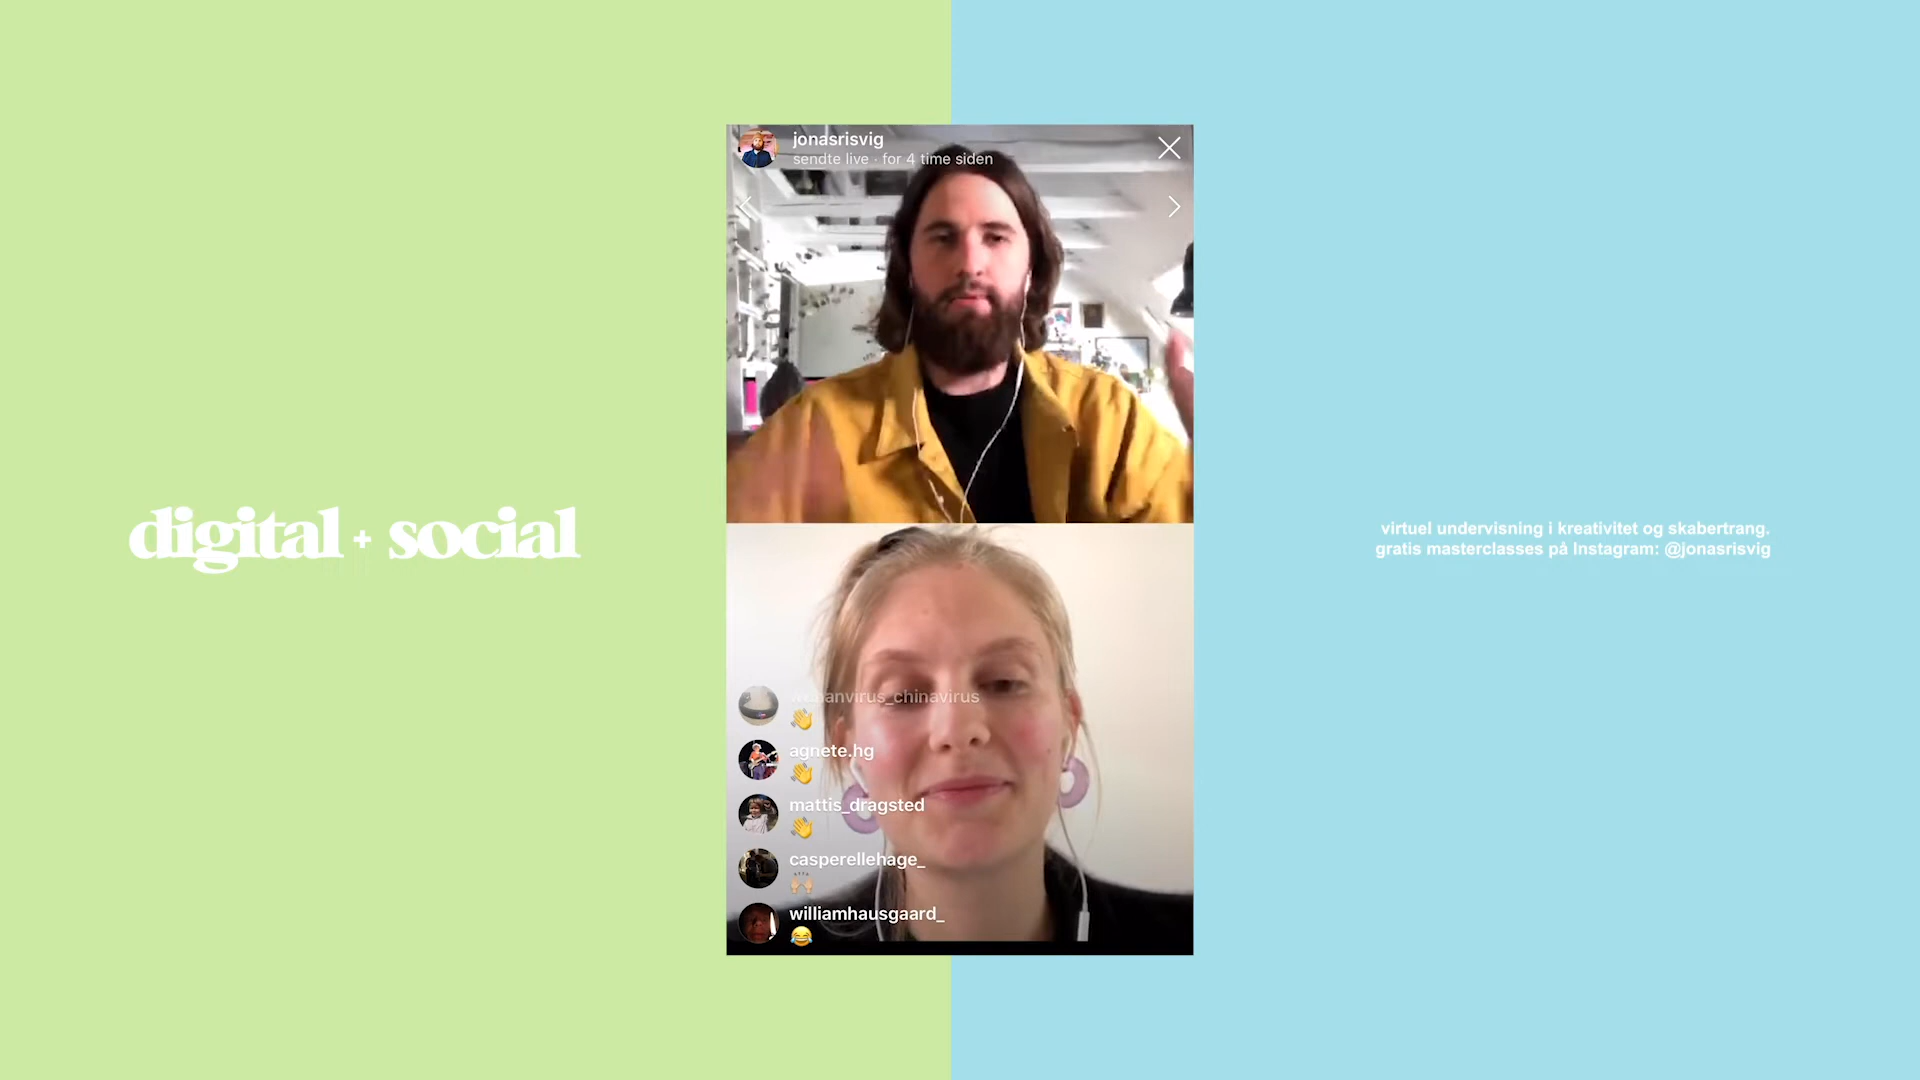 jonasrisvig
sendte live · for 4 time siden
digital + social
virtuel undervisning i kreativitet og skabertrang.
gratis masterclasses på Instagram: @jonasrisvig
agnete.hg
mattis_dragsted
casperellehage_
williamhausgaard_